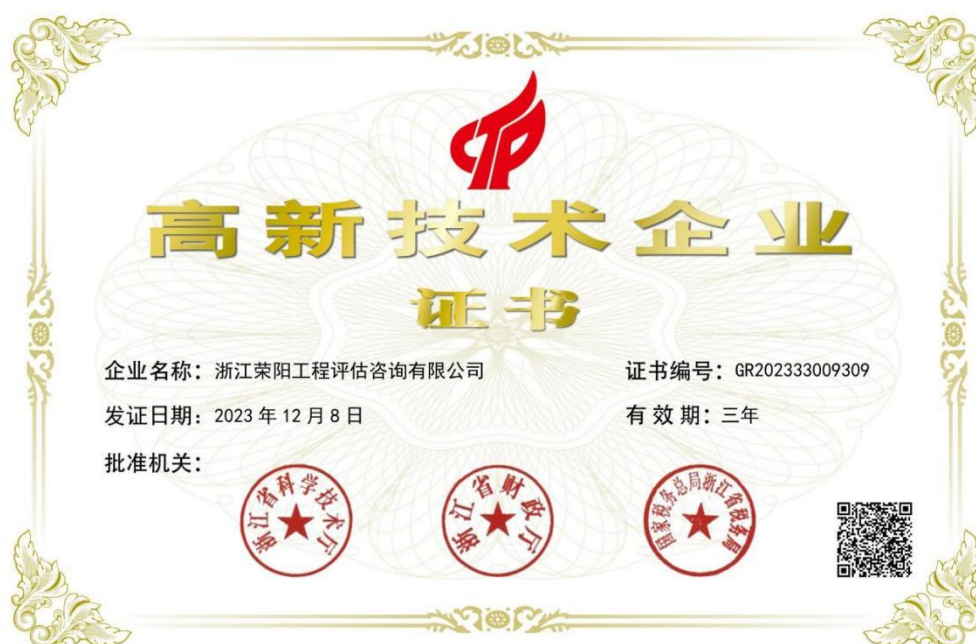 高新技术企业
证书
企业名称：浙江荣阳工程评估咨询有限公司
证书编号：GR202333009309
发证日期：2023年12月8日
有效期：三年
批准机关：
浙江省科学技术厅
浙江省财政厅
国家税务总局浙江省税务局